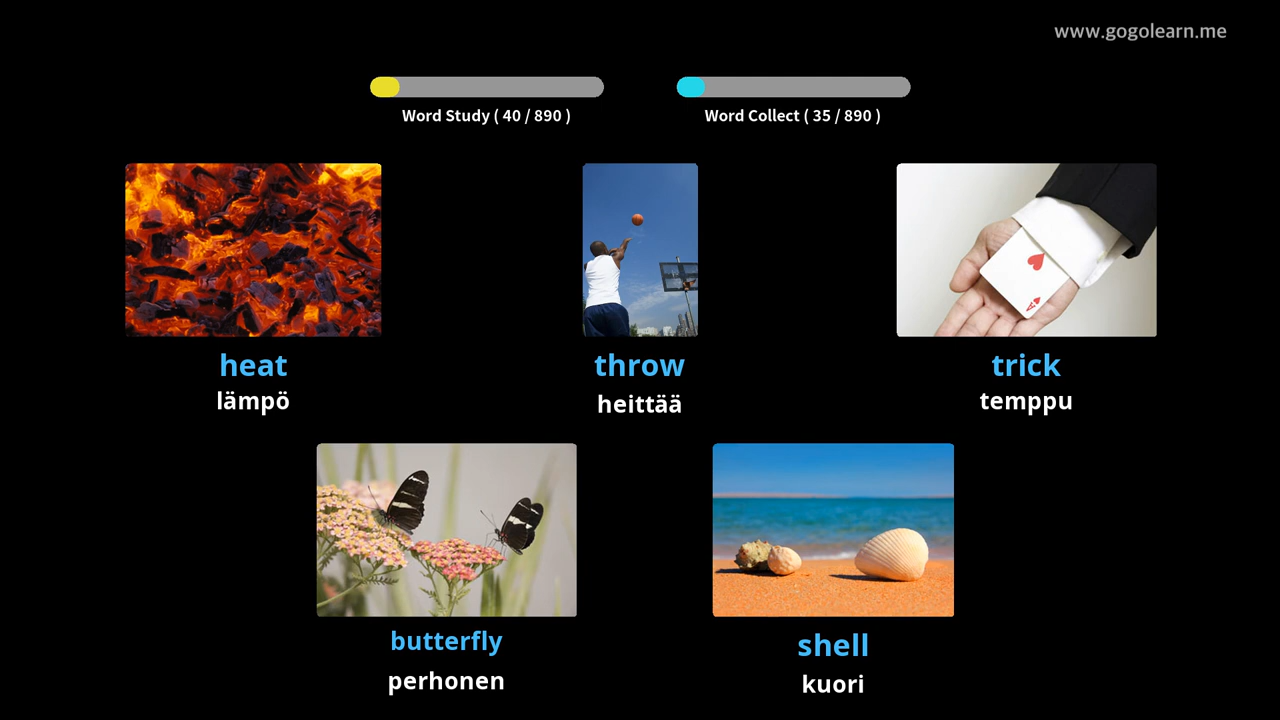 www.gogolearn.me
Word Study ( 40 / 890 )
Word Collect ( 35 / 890 )
heat
lämpö
throw
heittää
trick
temppu
butterfly
perhonen
shell
kuori